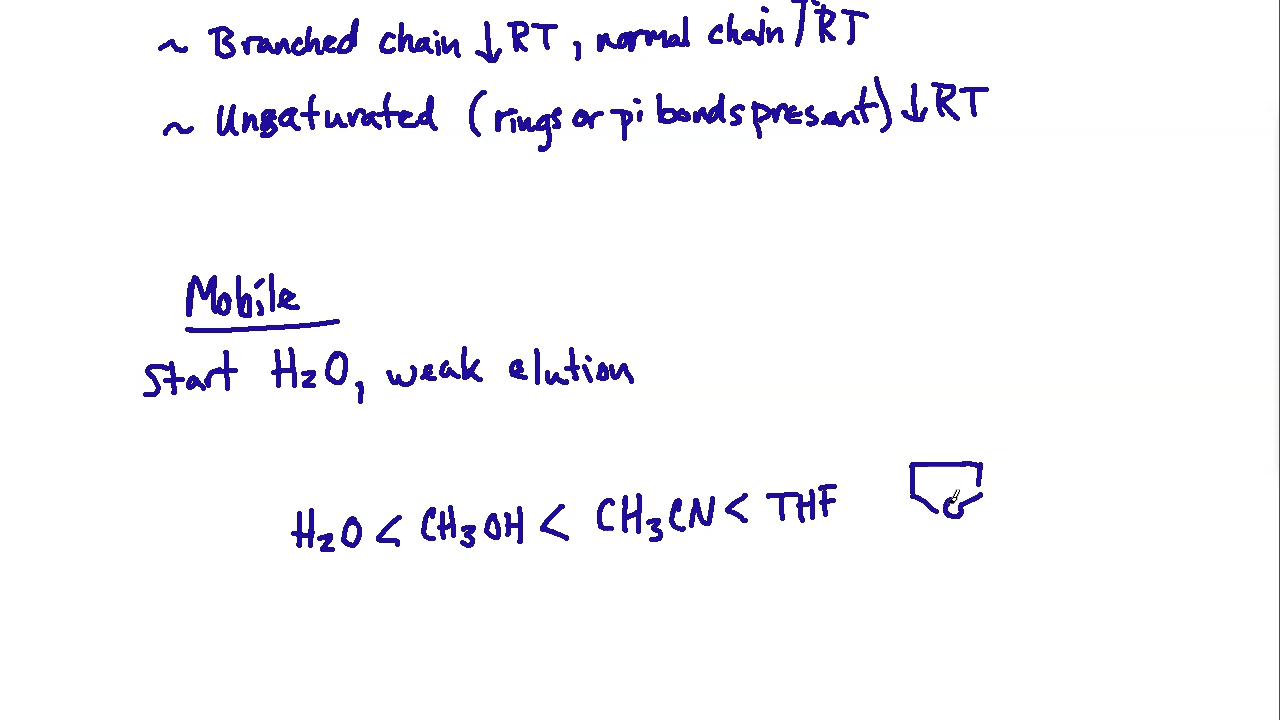 ~ Branched chain ↓ RT, normal chain ↑ RT
~ Unsaturated (rings or pi bonds present) ↓ RT
Mobile
Start H₂O, weak elution
H₂O < CH₃OH < CH₃CN < THF
O